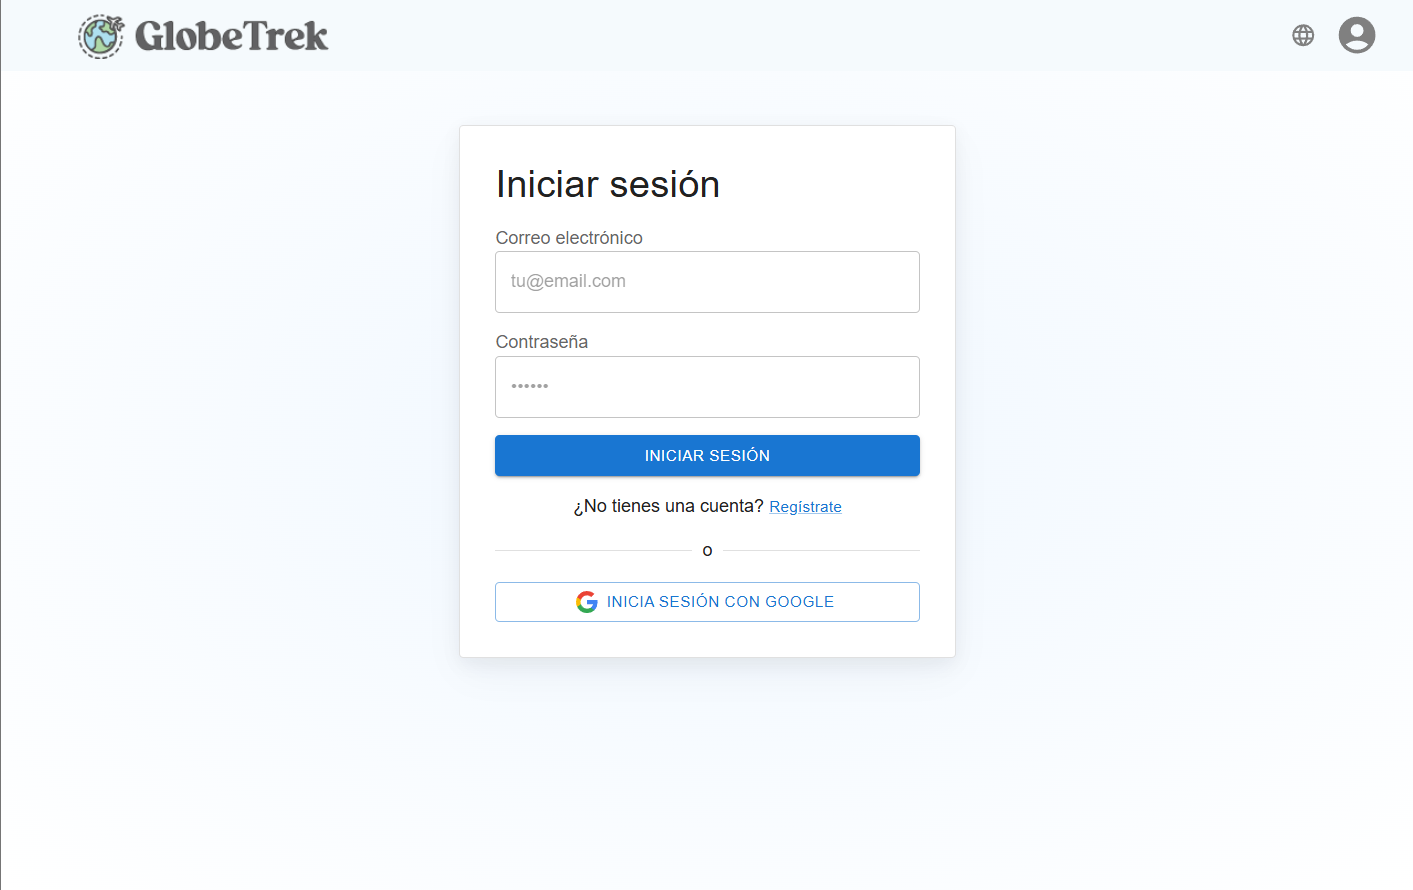 GlobeTrek
Iniciar sesión
Correo electrónico
tu@email.com
Contraseña
••••••
INICIAR SESIÓN
¿No tienes una cuenta? Regístrate
o
INICIA SESIÓN CON GOOGLE